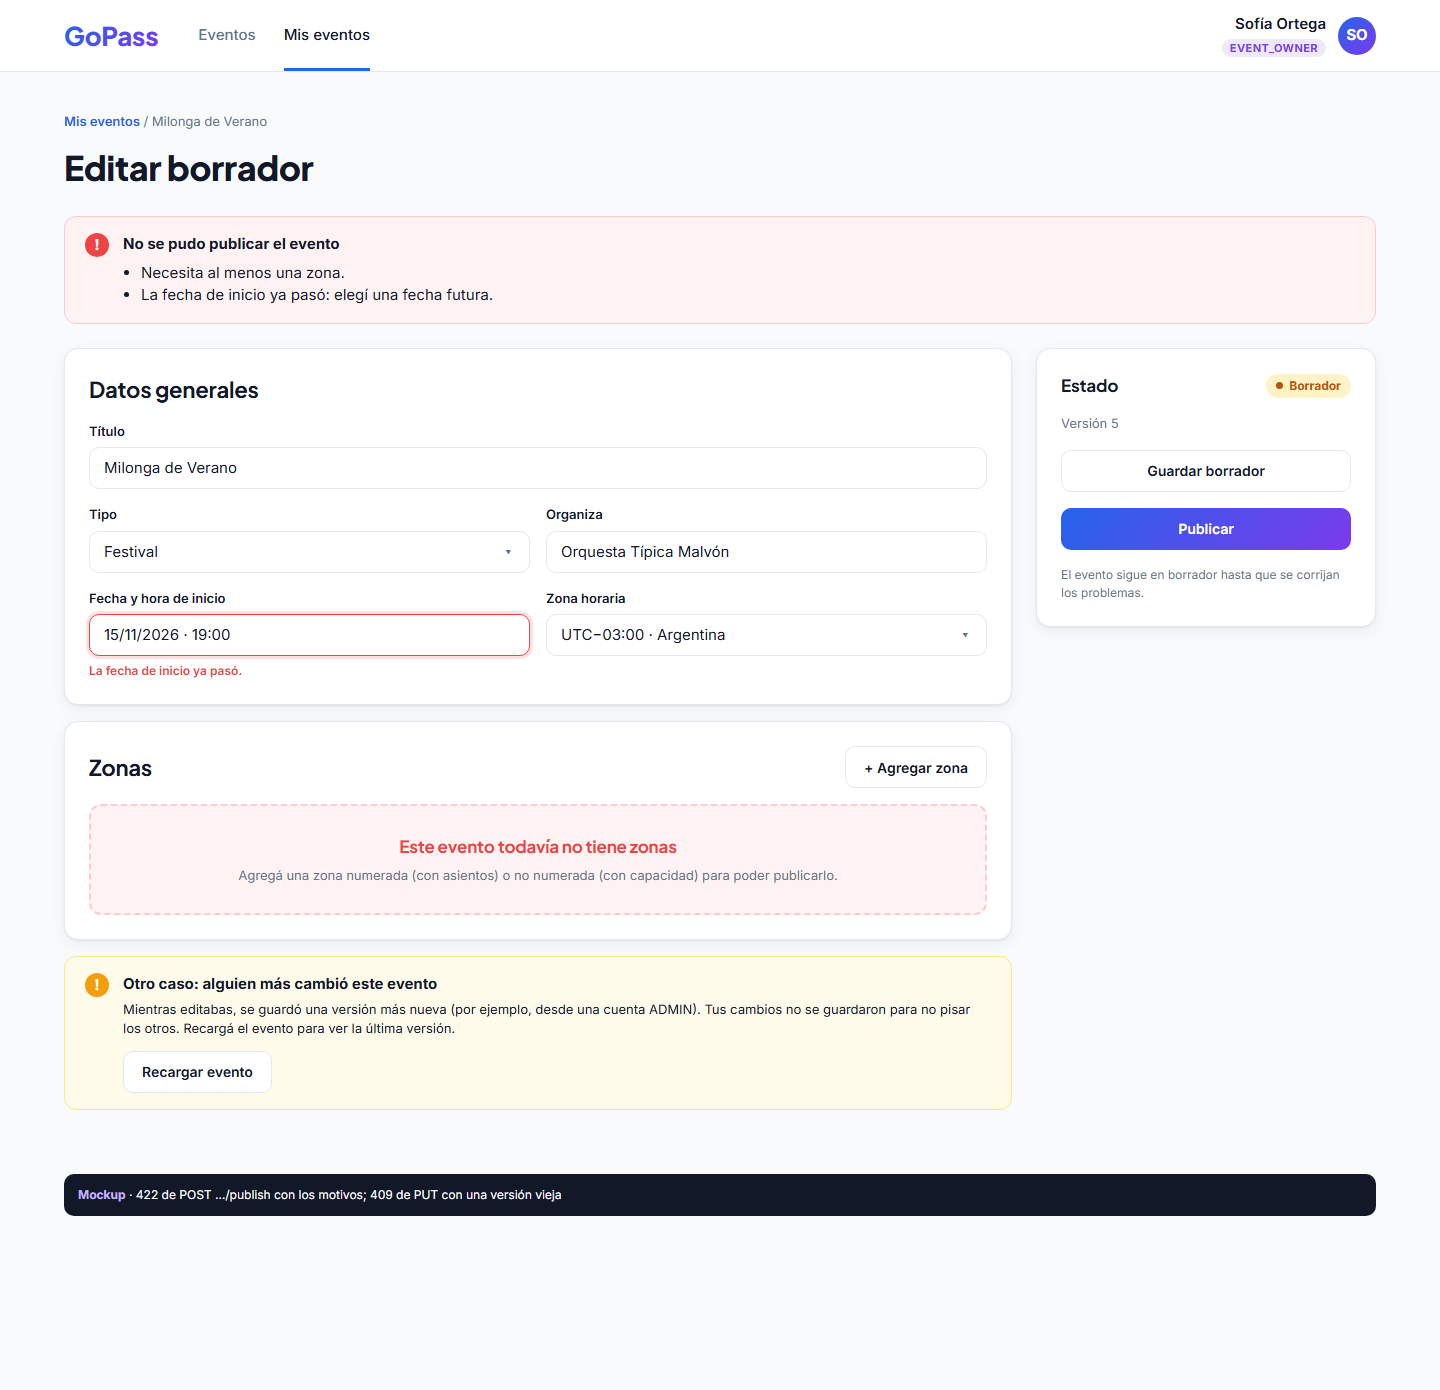 GoPass
Eventos
Mis eventos
Sofía Ortega
EVENT_OWNER
SO
Mis eventos / Milonga de Verano
Editar borrador
!
No se pudo publicar el evento
• Necesita al menos una zona.
• La fecha de inicio ya pasó: elegí una fecha futura.
Datos generales
Título
Milonga de Verano
Tipo
Festival
Organiza
Orquesta Típica Malvón
Fecha y hora de inicio
15/11/2026 · 19:00
La fecha de inicio ya pasó.
Zona horaria
UTC−03:00 · Argentina
Estado
Borrador
Versión 5
Guardar borrador
Publicar
El evento sigue en borrador hasta que se corrijan
los problemas.
Zonas
+ Agregar zona
Este evento todavía no tiene zonas
Agregá una zona numerada (con asientos) o no numerada (con capacidad) para poder publicarlo.
!
Otro caso: alguien más cambió este evento
Mientras editabas, se guardó una versión más nueva (por ejemplo, desde una cuenta ADMIN). Tus cambios no se guardaron para no pisar
los otros. Recargá el evento para ver la última versión.
Recargar evento
Mockup · 422 de POST …/publish con los motivos; 409 de PUT con una versión vieja